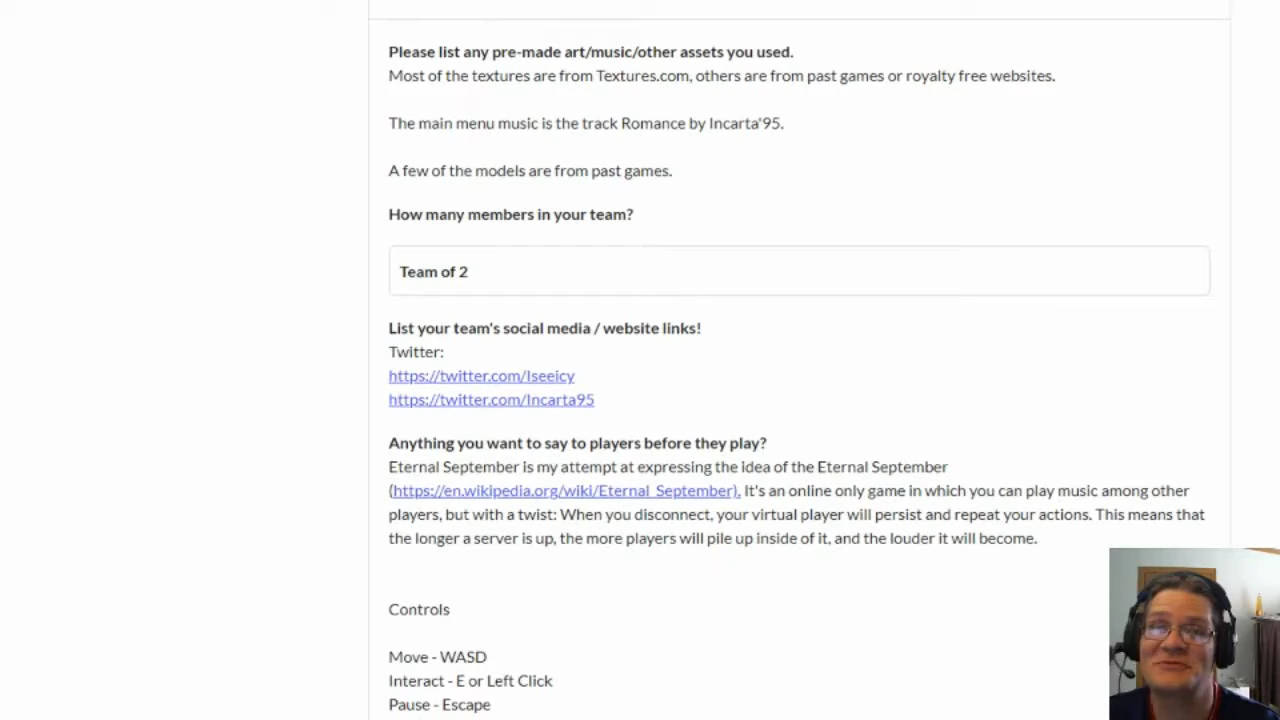 Please list any pre-made art/music/other assets you used.
Most of the textures are from Textures.com, others are from past games or royalty free websites.
The main menu music is the track Romance by Incarta'95.
A few of the models are from past games.
How many members in your team?
Team of 2
List your team's social media / website links!
Twitter:
https://twitter.com/Iseeicy
https://twitter.com/Incarta95
Anything you want to say to players before they play?
Eternal September is my attempt at expressing the idea of the Eternal September
(https://en.wikipedia.org/wiki/Eternal_September). It's an online only game in which you can play music among other
players, but with a twist: When you disconnect, your virtual player will persist and repeat your actions. This means that
the longer a server is up, the more players will pile up inside of it, and the louder it will become.
Controls
Move - WASD
Interact - E or Left Click
Pause - Escape